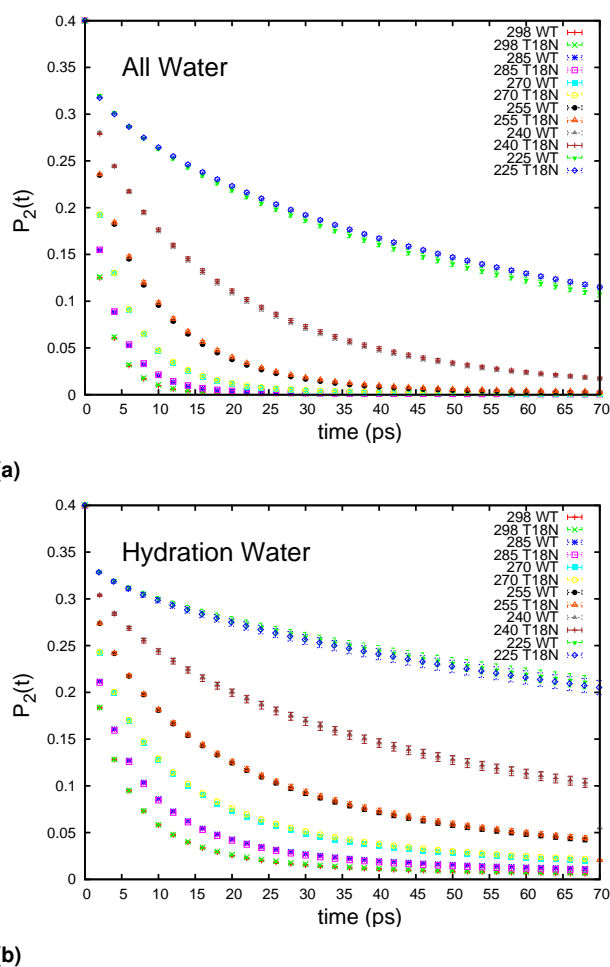 0.4
0.35
0.3
0.25
0.2
0.15
0.1
0.05
0
P2(t)
All Water
298 WT
298 T18N
285 WT
285 T18N
270 WT
270 T18N
255 WT
255 T18N
240 WT
240 T18N
225 WT
225 T18N
0 5 10 15 20 25 30 35 40 45 50 55 60 65 70
time (ps)
(a)
0.4
0.35
0.3
0.25
0.2
0.15
0.1
0.05
0
P2(t)
Hydration Water
298 WT
298 T18N
285 WT
285 T18N
270 WT
270 T18N
255 WT
255 T18N
240 WT
240 T18N
225 WT
225 T18N
0 5 10 15 20 25 30 35 40 45 50 55 60 65 70
time (ps)
(b)